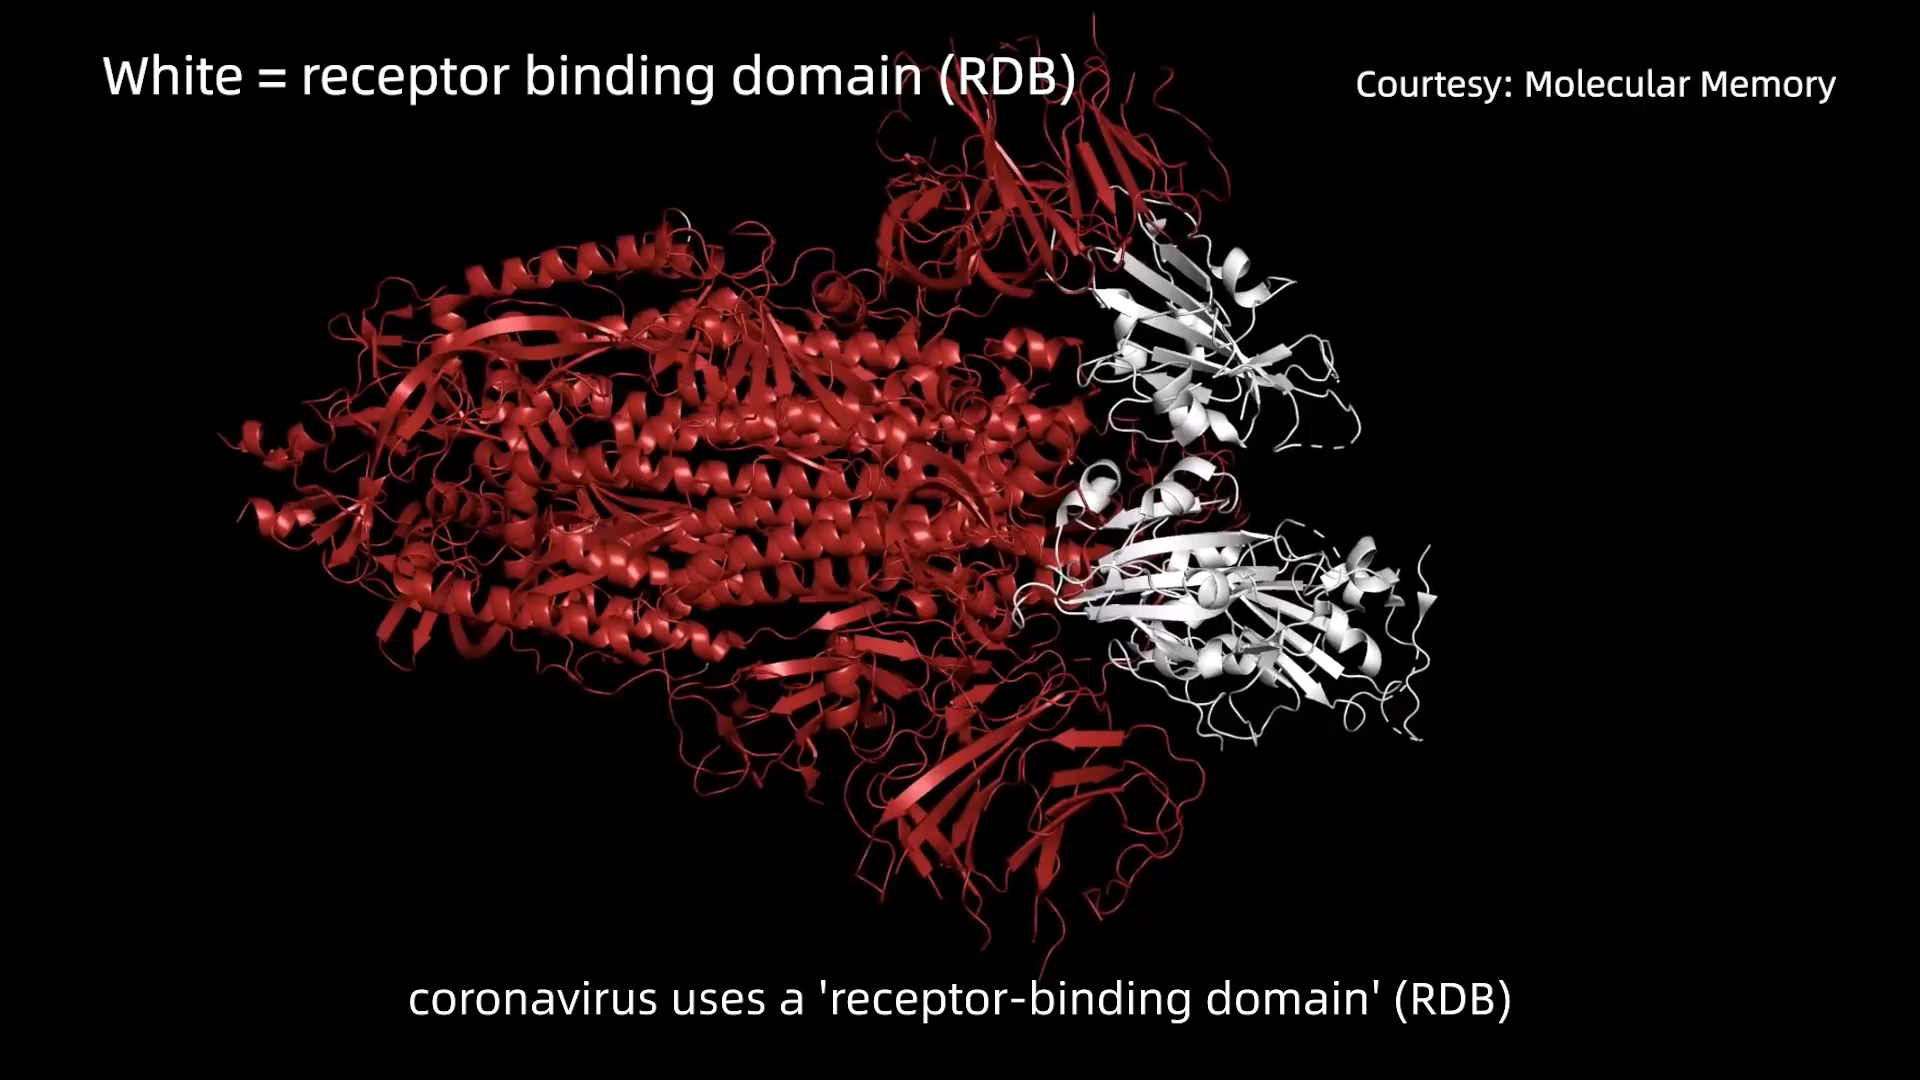 White = receptor binding domain (RDB)
Courtesy: Molecular Memory
coronavirus uses a 'receptor-binding domain' (RDB)